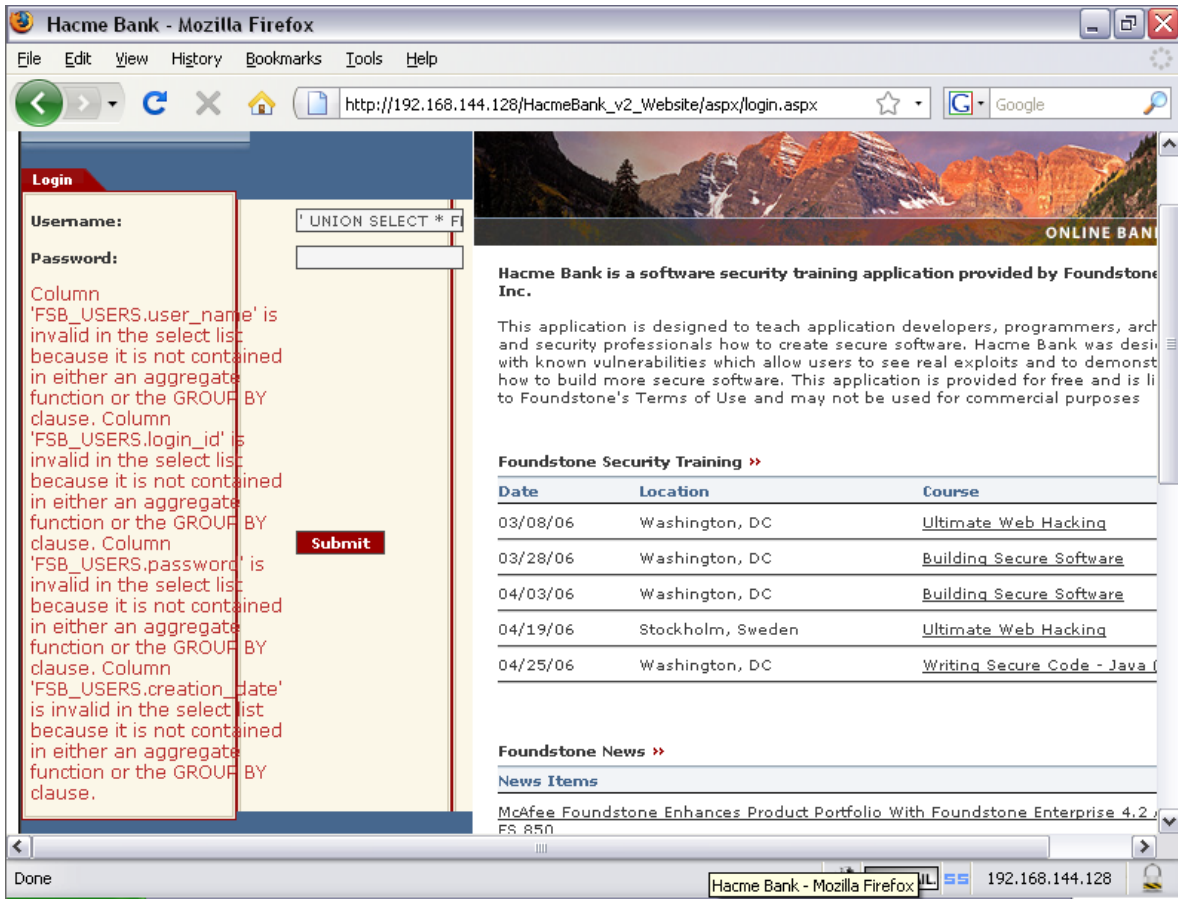 Hacme Bank - Mozilla Firefox
File Edit View History Bookmarks Tools Help
http://192.168.144.128/HacmeBank_v2_Website/aspx/login.aspx
G Google
Login
Username:
' UNION SELECT *
Password:
Column
'FSB_USERS.user_name' is
invalid in the select list
because it is not contained
in either an aggregate
function or the GROUP BY
clause. Column
'FSB_USERS.login_id' is
invalid in the select list
because it is not contained
in either an aggregate
function or the GROUP BY
clause. Column
'FSB_USERS.password' is
invalid in the select list
because it is not contained
in either an aggregate
function or the GROUP BY
clause. Column
'FSB_USERS.creation_date'
is invalid in the select list
because it is not contained
in either an aggregate
function or the GROUP BY
clause.
Submit
ONLINE
Hacme Bank is a software security training application provided by Foundstone
Inc.
This application is designed to teach application developers, programmers,
and security professionals how to create secure software. Hacme Bank was
with known vulnerabilities which allow users to see real exploits and to
how to build more secure software. This application is provided for free and is
to Foundstone's Terms of Use and may not be used for commercial purposes
Foundstone Security Training »
Date Location Course
03/08/06 Washington, DC Ultimate Web Hacking
03/28/06 Washington, DC Building Secure Software
04/03/06 Washington, DC Building Secure Software
04/19/06 Stockholm, Sweden Ultimate Web Hacking
04/25/06 Washington, DC Writing Secure Code - Java
Foundstone News »
News Items
McAfee Foundstone Enhances Product Portfolio With Foundstone Enterprise 4.2
FS 850
Done
Hacme Bank - Mozilla Firefox
192.168.144.128